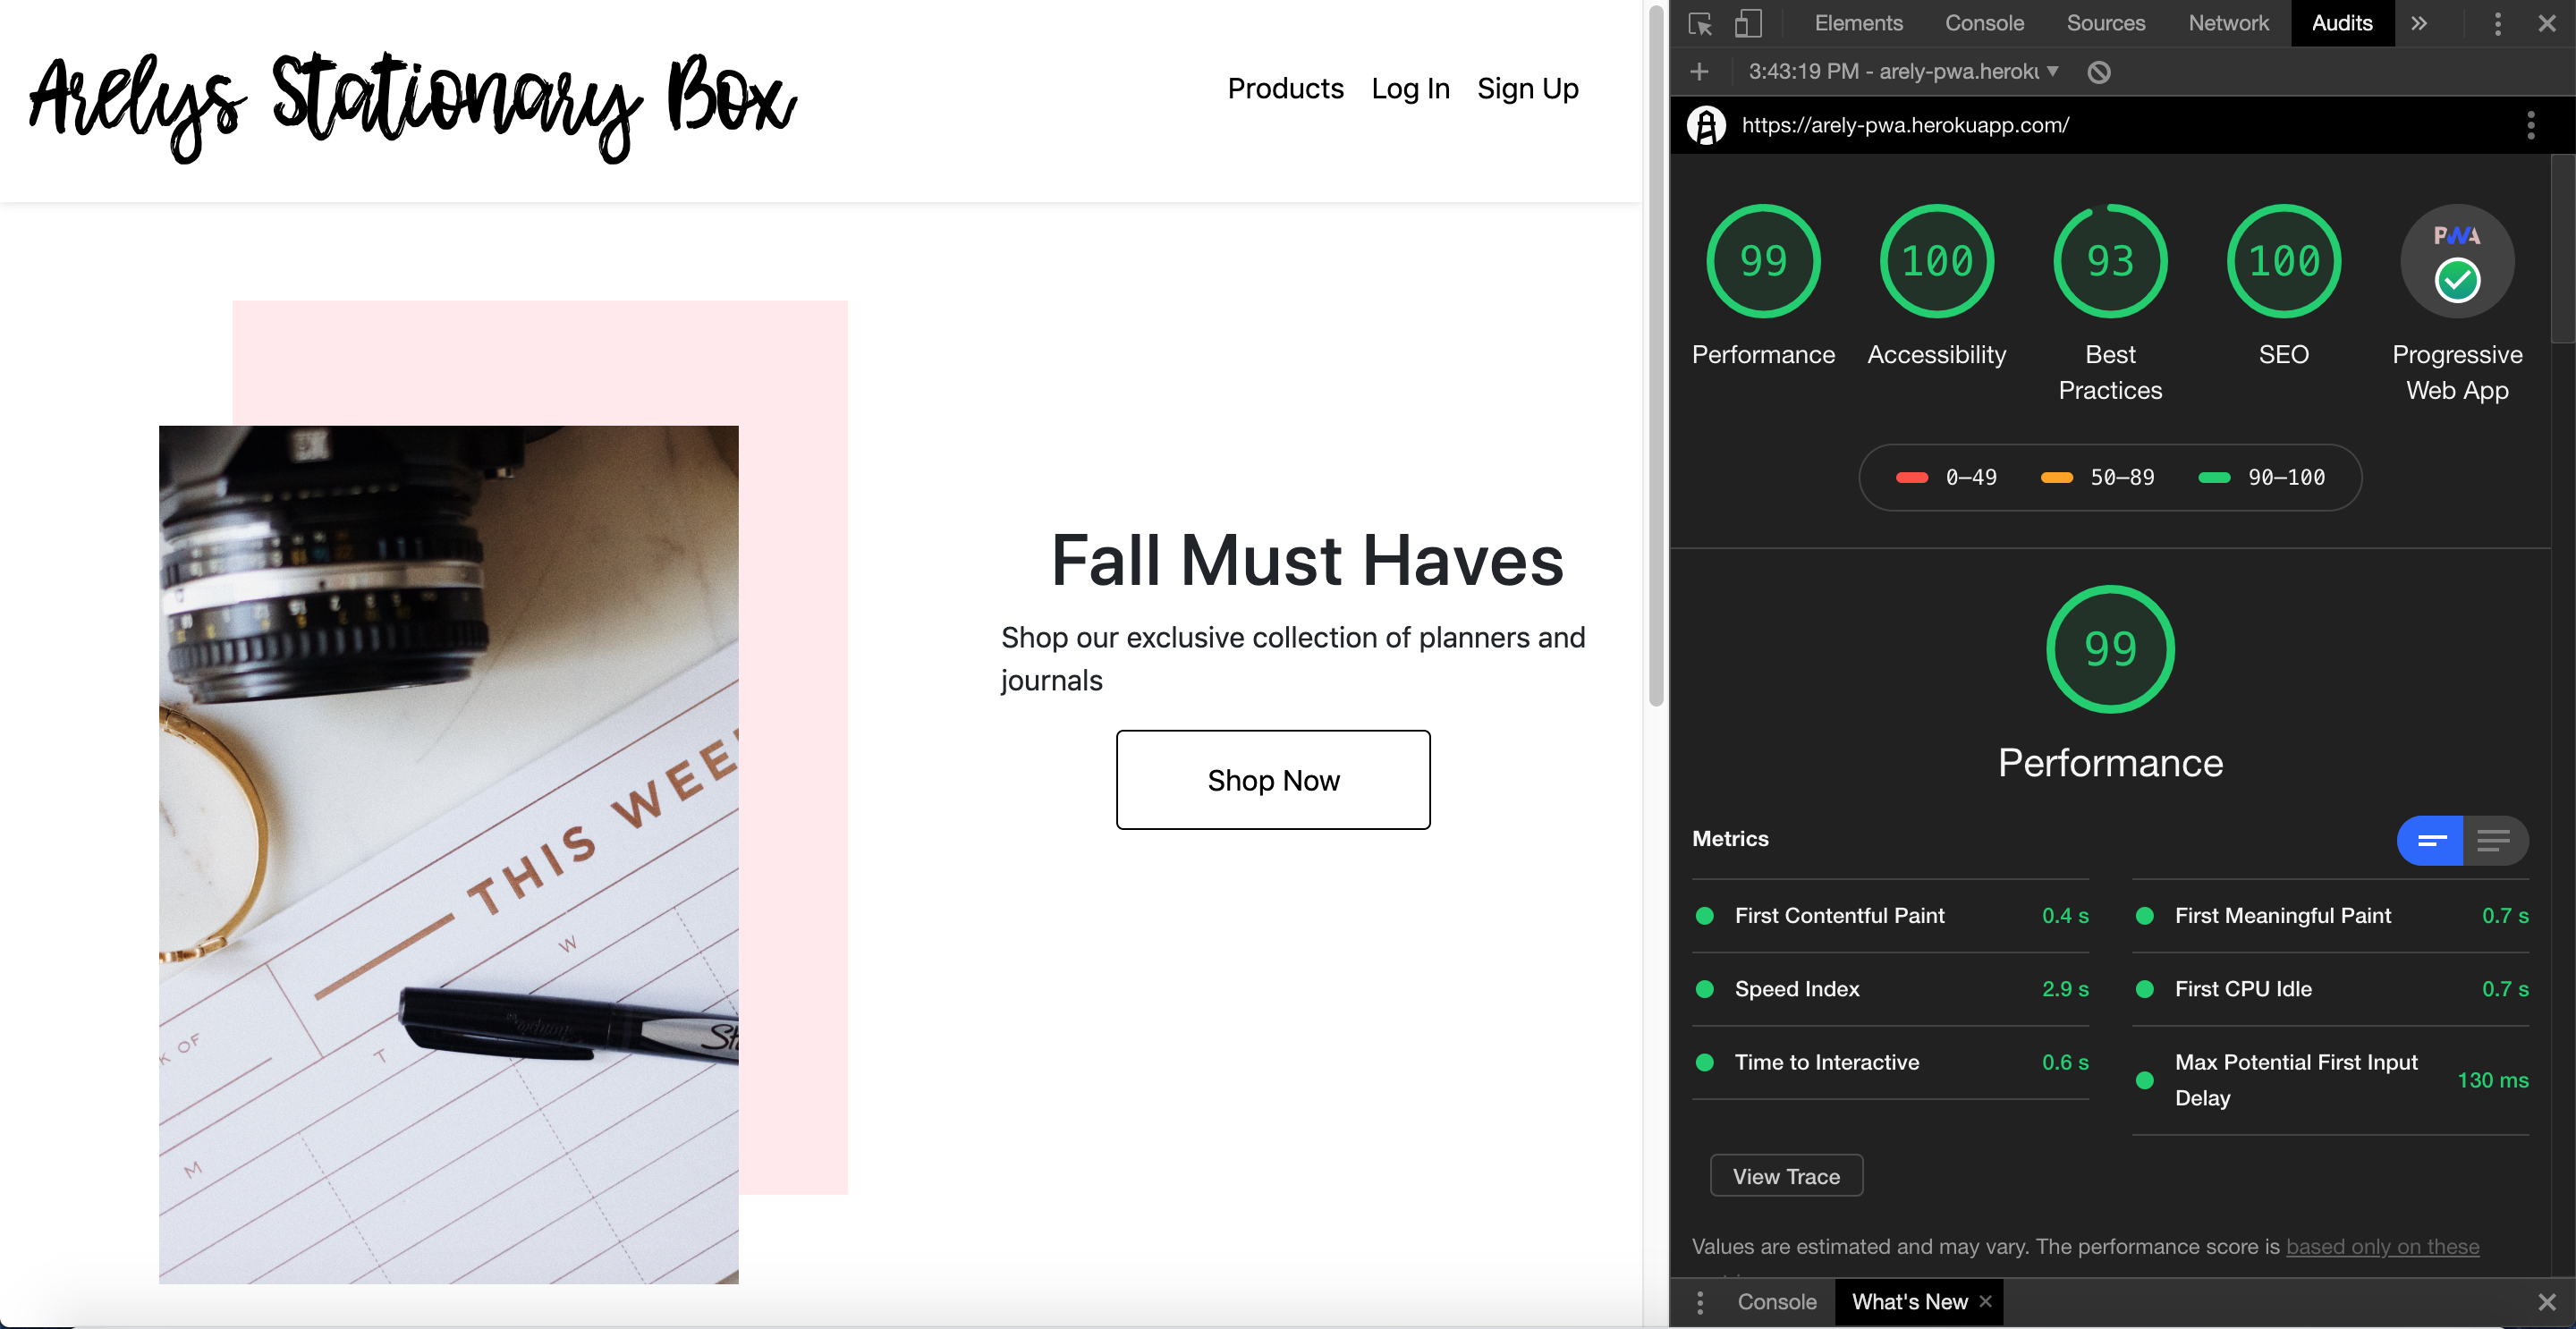 Arelys Stationary Box
Products Log In Sign Up
THIS WEE
W
K OF
T
M
Fall Must Haves
Shop our exclusive collection of planners and
journals
Shop Now
Elements Console Sources Network Audits
3:43:19 PM - arely-pwa.heroku
https://arely-pwa.herokuapp.com/
99 100 93 100 PWA
Performance Accessibility Best Practices SEO Progressive Web App
0–49 50–89 90–100
99
Performance
Metrics
First Contentful Paint 0.4 s
First Meaningful Paint 0.7 s
Speed Index 2.9 s
First CPU Idle 0.7 s
Time to Interactive 0.6 s
Max Potential First Input
Delay 130 ms
View Trace
Values are estimated and may vary. The performance score is based only on these
Console What's New